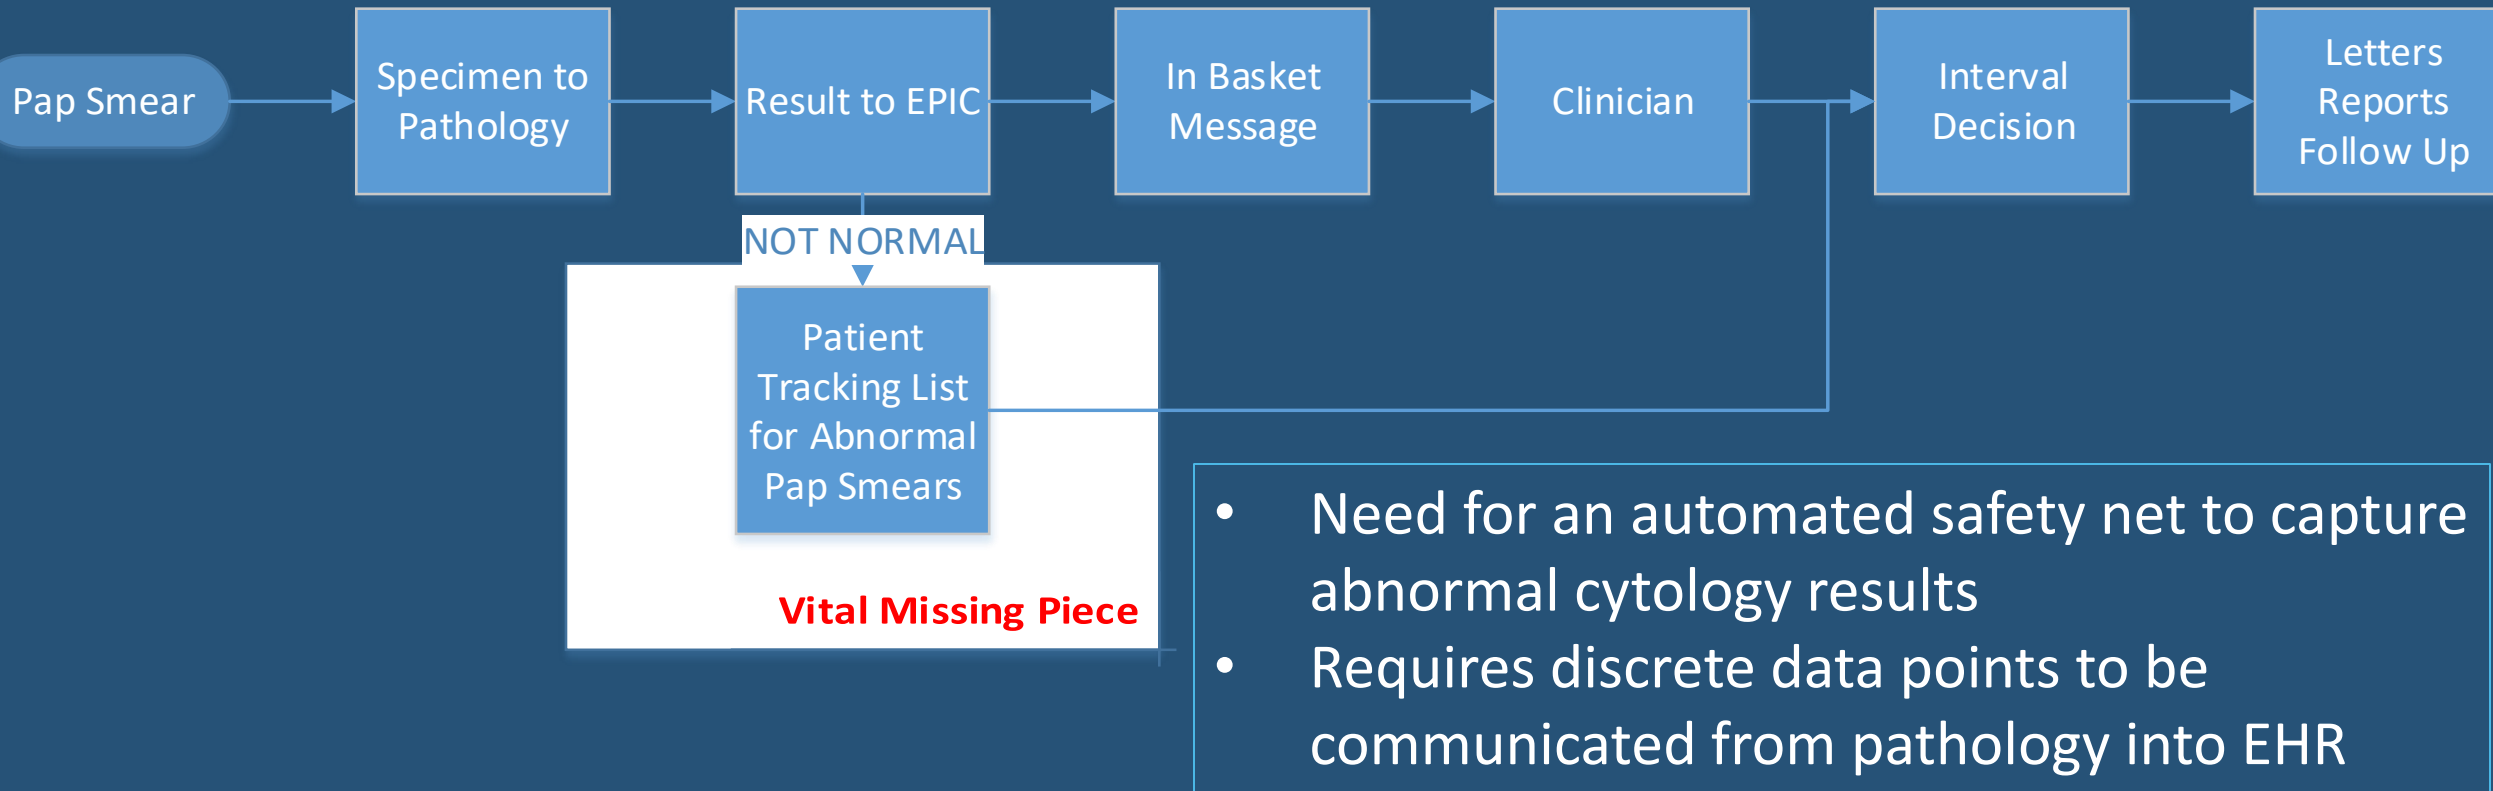 Pap Smear
Specimen to
Pathology
Result to EPIC
In Basket
Message
Clinician
Interval
Decision
Letters
Reports
Follow Up
NOT NORMAL
Patient
Tracking List
for Abnormal
Pap Smears
Vital Missing Piece
• Need for an automated safety net to capture
abnormal cytology results
• Requires discrete data points to be
communicated from pathology into EHR